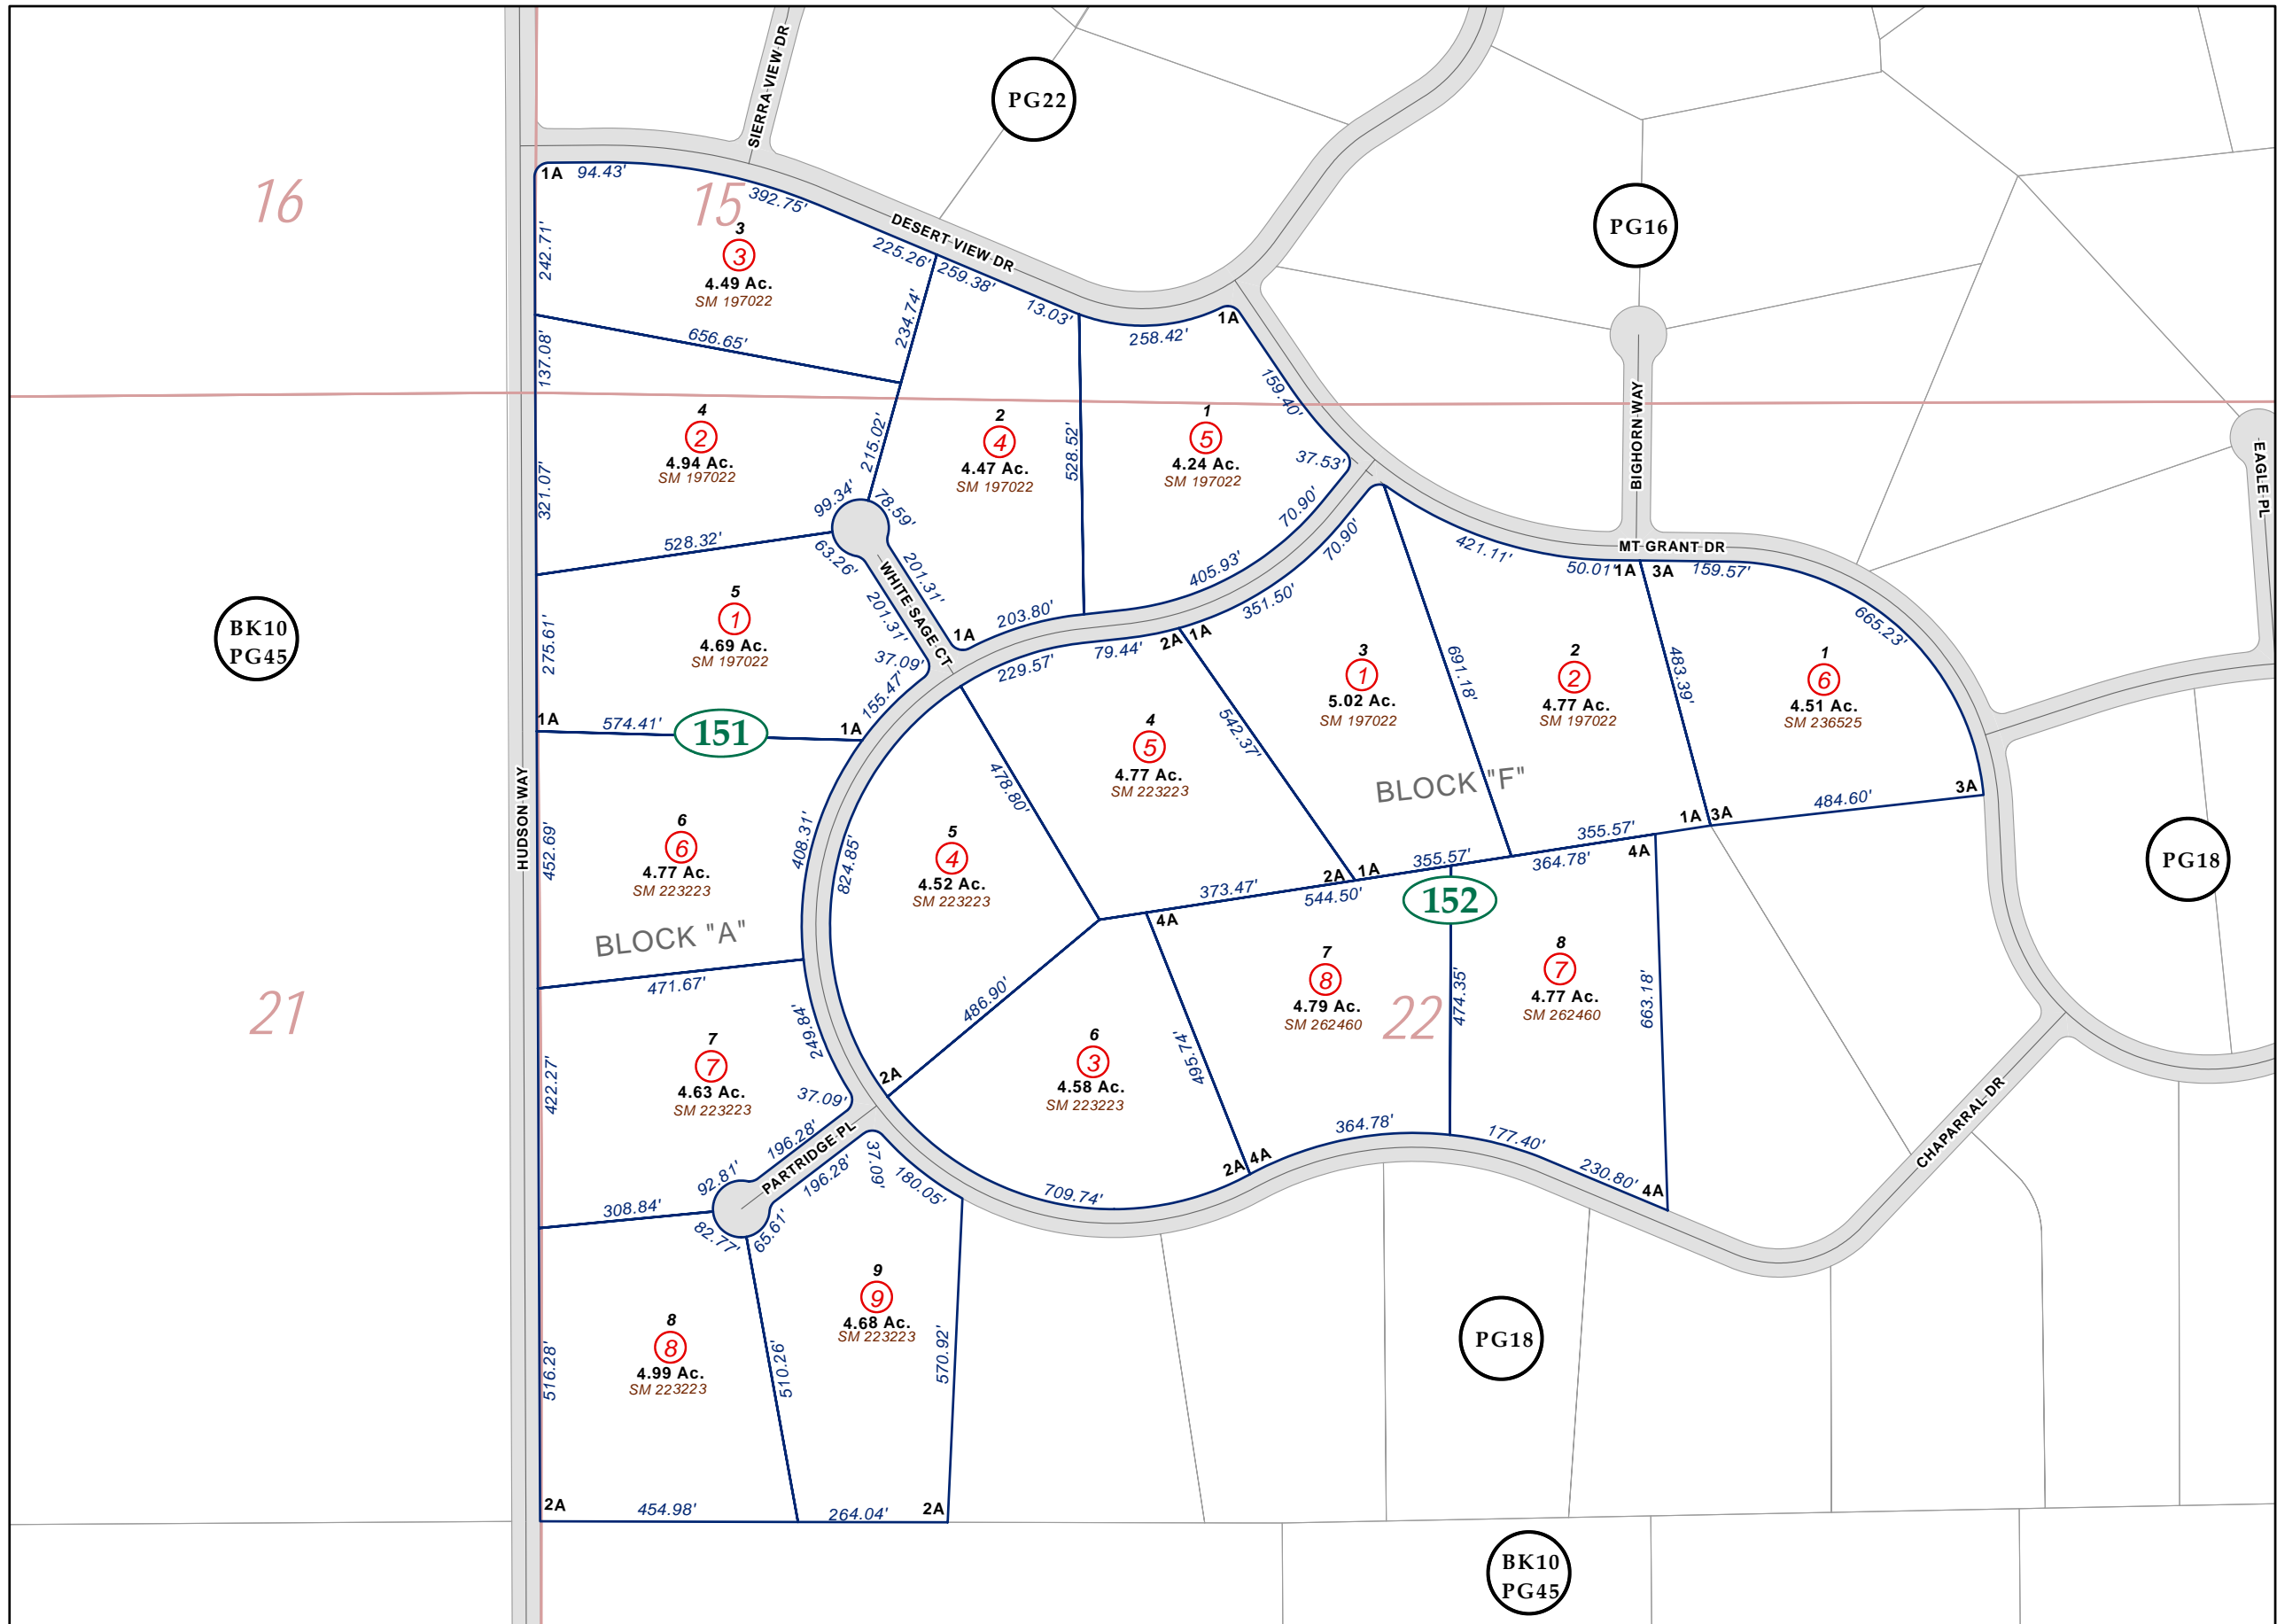 SIERRA VIEW DR
PG22
16
15
1A 94.43'
392.75'
DESERT VIEW DR
PG16
3
3
4.49 Ac.
SM 197022
242.71'
225.26'
259.38'
13.03'
258.42'
1A
234.74'
656.65'
137.08'
159.40'
BIGHORN WAY
EAGLE PL
4
2
4.94 Ac.
SM 197022
321.07'
215.02'
2
4
4.47 Ac.
SM 197022
528.52'
1
5
4.24 Ac.
SM 197022
37.53'
70.90'
70.90'
99.34'
78.59'
528.32'
63.26'
WHITE SAGE CT
201.31'
201.31'
405.93'
351.50'
421.11'
50.01'
1A
3A
159.57'
MT GRANT DR
665.23'
BK10
PG45
5
1
4.69 Ac.
SM 197022
275.61'
37.09'
155.47'
1A
203.80'
229.57'
79.44'
2A
1A
3
1
5.02 Ac.
SM 197022
691.18'
2
2
4.77 Ac.
SM 197022
483.39'
1
6
4.51 Ac.
SM 236525
1A
574.41'
151
1A
HUDSON WAY
4
5
4.77 Ac.
SM 223223
542.37'
478.80'
BLOCK "F"
1A
3A
484.60'
3A
6
6
4.77 Ac.
SM 223223
452.69'
408.31'
824.85'
5
4
4.52 Ac.
SM 223223
373.47'
2A
1A
355.57'
355.57'
364.78'
4A
544.50'
152
4A
PG18
BLOCK "A"
471.67'
21
22
486.90'
7
8
4.79 Ac.
SM 262460
474.35'
8
7
4.77 Ac.
SM 262460
663.18'
249.84'
7
7
4.63 Ac.
SM 223223
422.27'
37.09'
2A
6
3
4.58 Ac.
SM 223223
495.74'
196.28'
PARTRIDGE PL
196.28'
92.81'
37.09'
180.05'
709.74'
2A
4A
364.78'
177.40'
230.80'
4A
CHAPARRAL DR
308.84'
82.77'
65.61'
9
9
4.68 Ac.
SM 223223
8
8
4.99 Ac.
SM 223223
516.28'
510.26'
570.92'
PG18
2A
454.98'
264.04'
2A
BK10
PG45